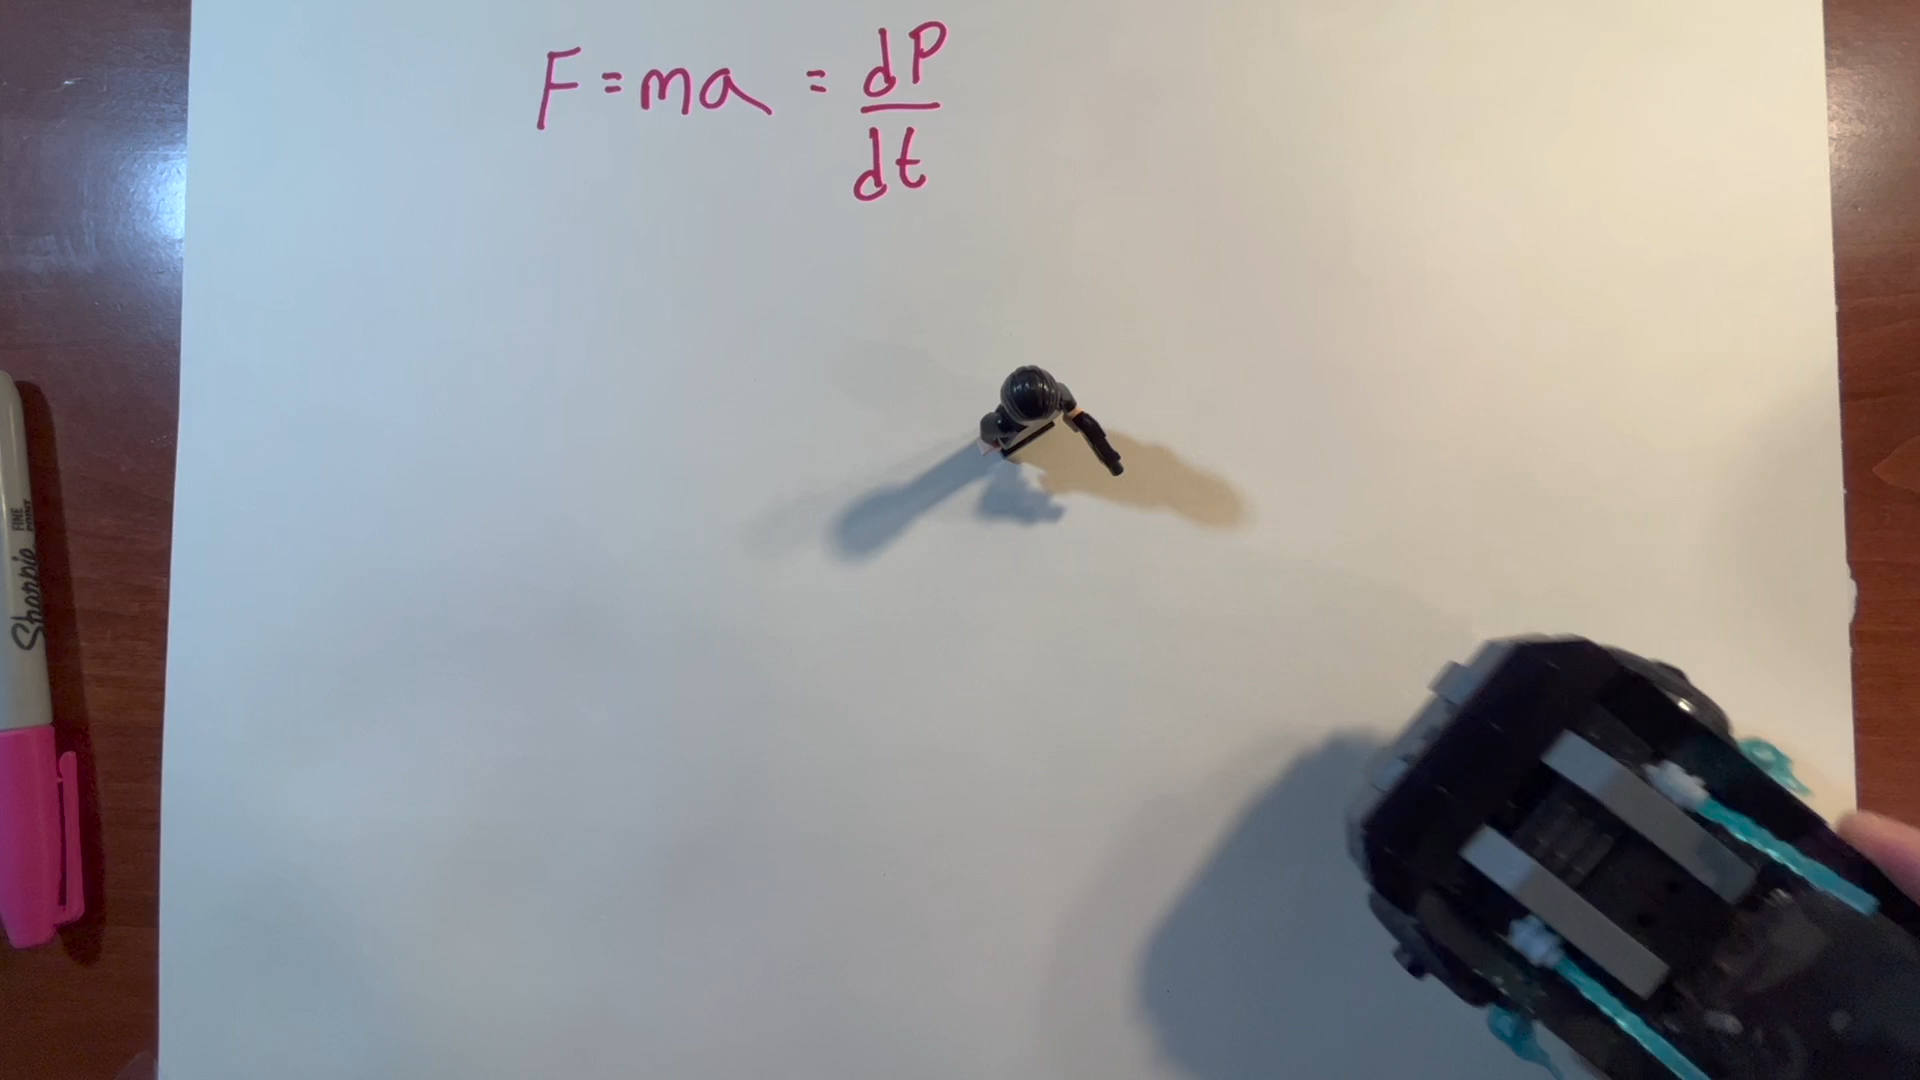 F = ma = dP
dt
Sharpie
FINE
POINT